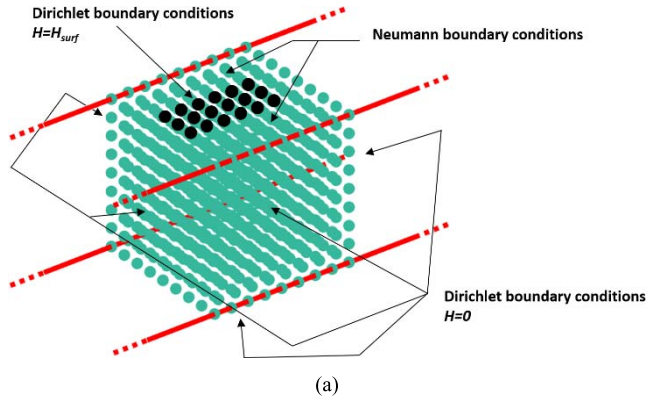 Dirichlet boundary conditions
H=Hsurf
Neumann boundary conditions
Dirichlet boundary conditions
H=0
(a)